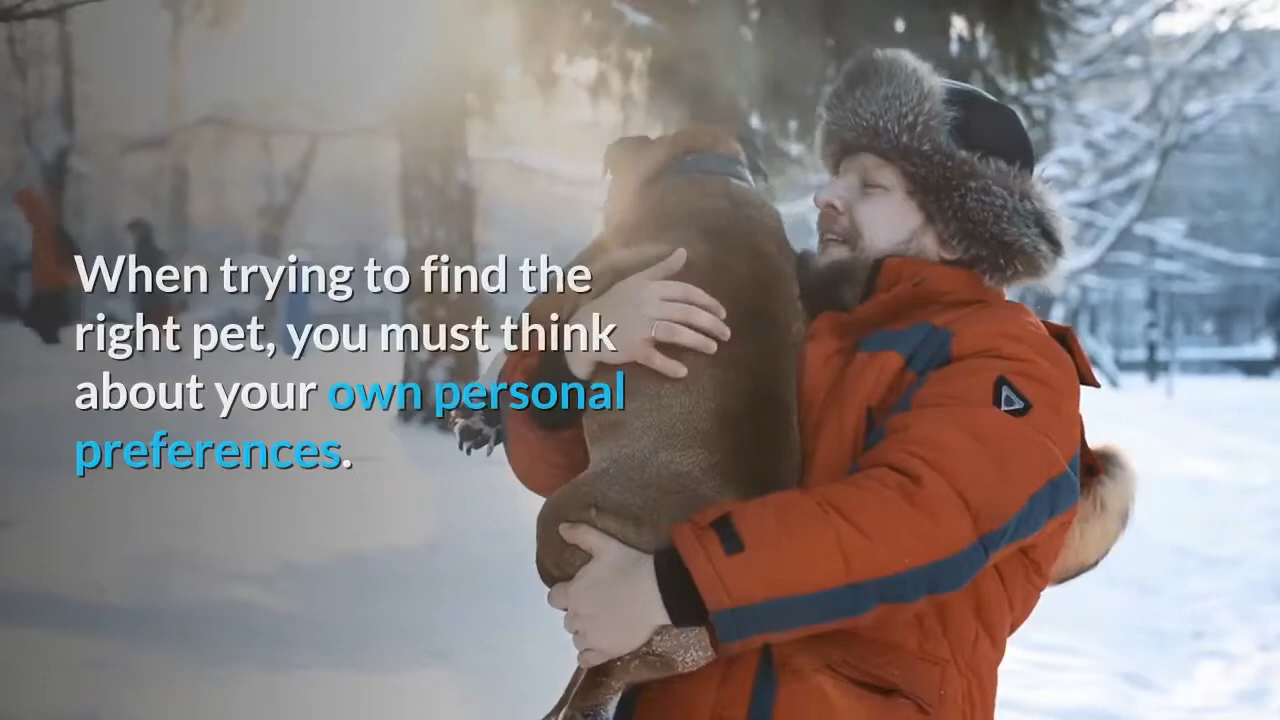 When trying to find the
right pet, you must think
about your own personal
preferences.